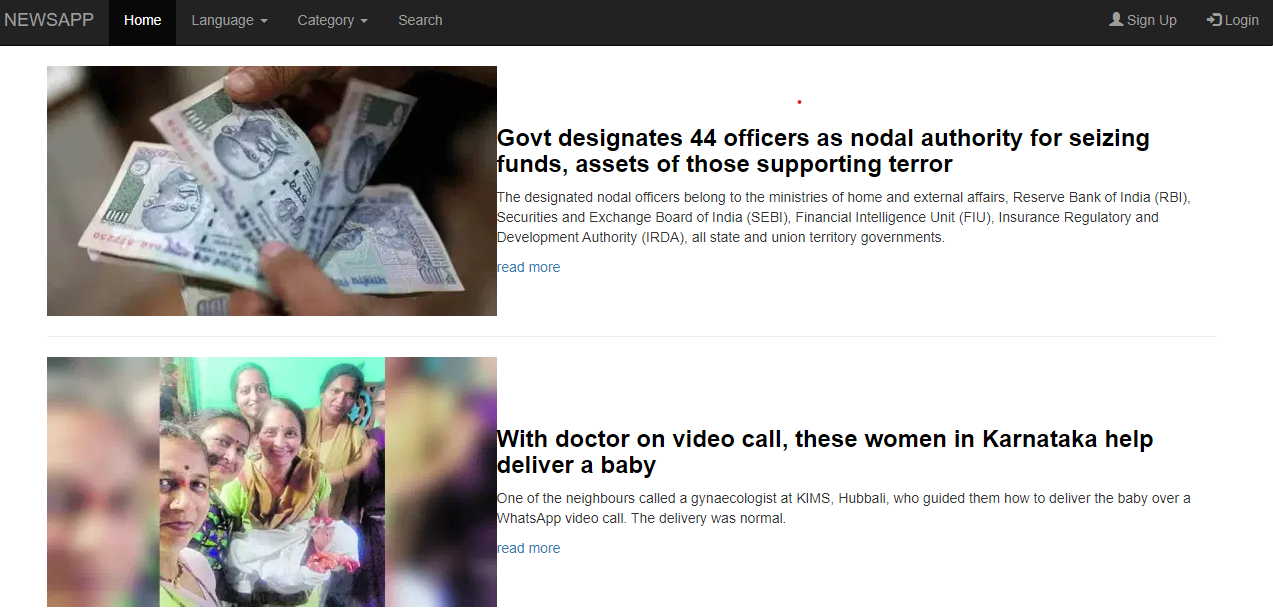 NEWSAPP Home Language Category Search Sign Up Login
Govt designates 44 officers as nodal authority for seizing
funds, assets of those supporting terror
The designated nodal officers belong to the ministries of home and external affairs, Reserve Bank of India (RBI),
Securities and Exchange Board of India (SEBI), Financial Intelligence Unit (FIU), Insurance Regulatory and
Development Authority (IRDA), all state and union territory governments.
read more
With doctor on video call, these women in Karnataka help
deliver a baby
One of the neighbours called a gynaecologist at KIMS, Hubbali, who guided them how to deliver the baby over a
WhatsApp video call. The delivery was normal.
read more